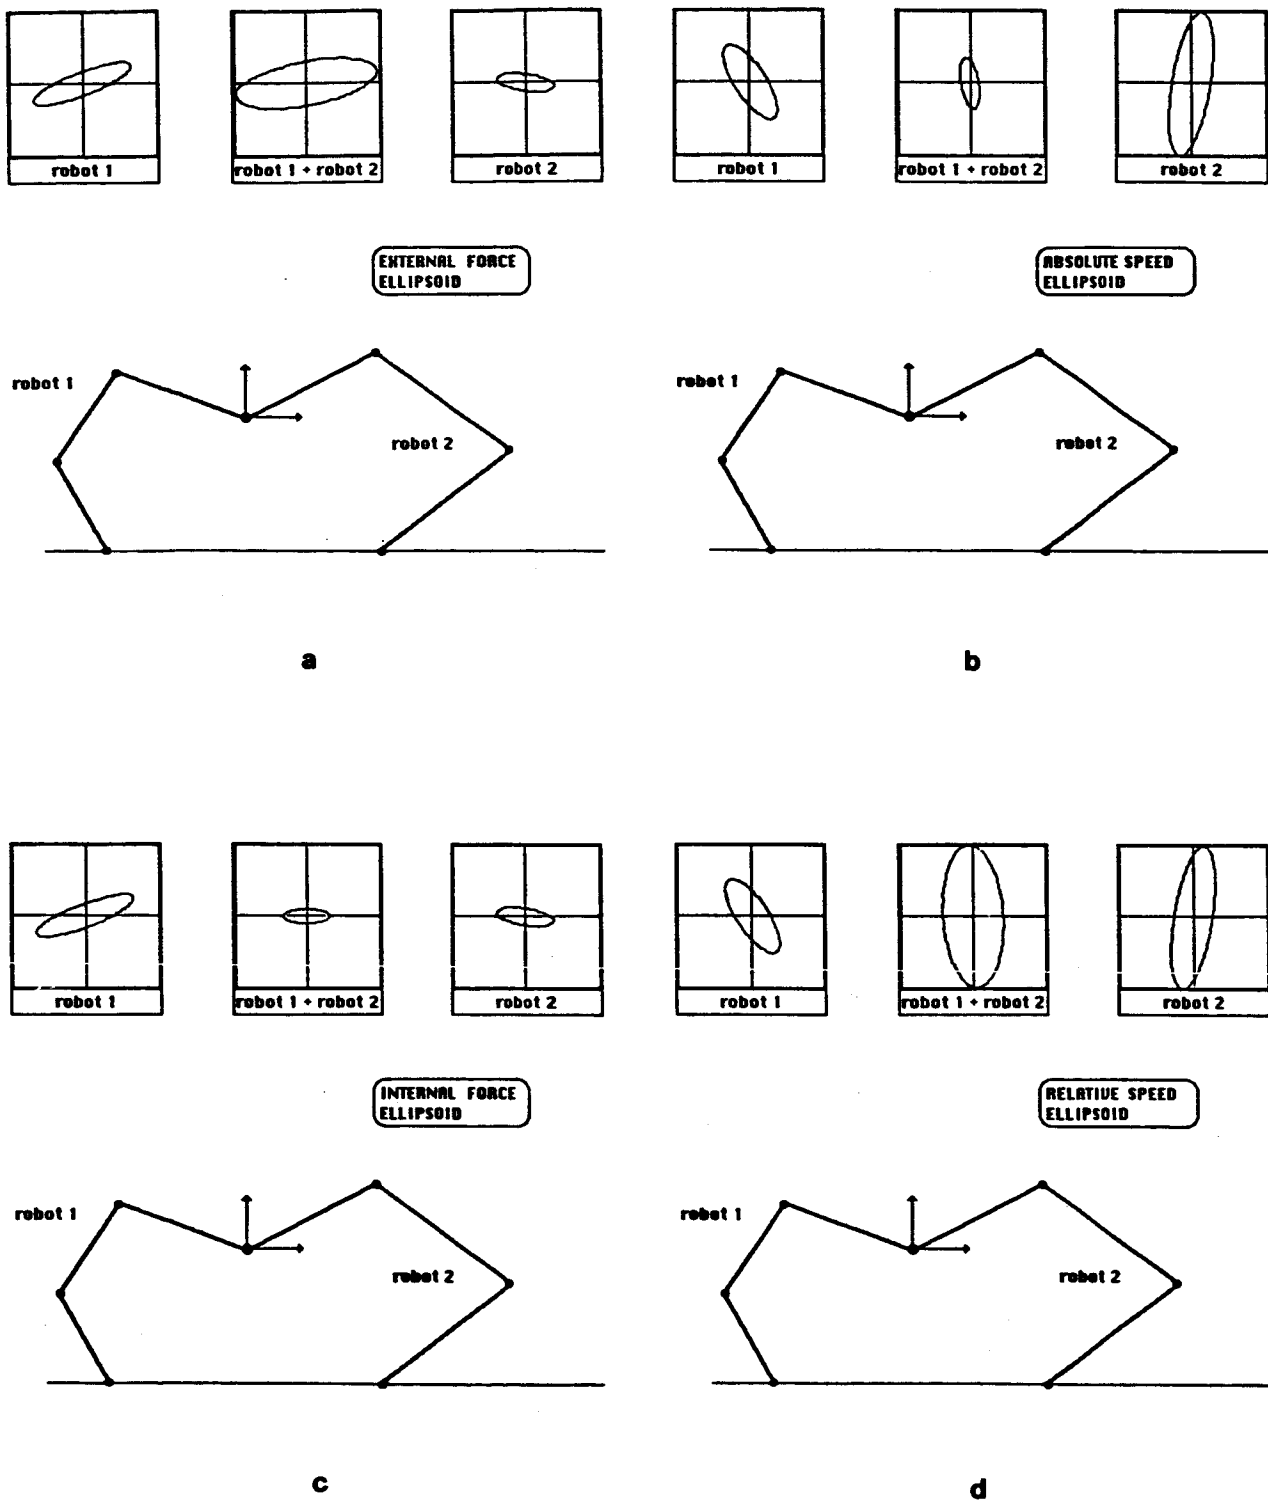 robot 1
robot 1 + robot 2
robot 2
robot 1
robot 1 + robot 2
robot 2
EXTERNAL FORCE
ELLIPSOID
ABSOLUTE SPEED
ELLIPSOID
robot 1
robot 2
robot 1
robot 2
a
b
robot 1
robot 1 + robot 2
robot 2
robot 1
robot 1 + robot 2
robot 2
INTERNAL FORCE
ELLIPSOID
RELATIVE SPEED
ELLIPSOID
robot 1
robot 2
robot 1
robot 2
c
d